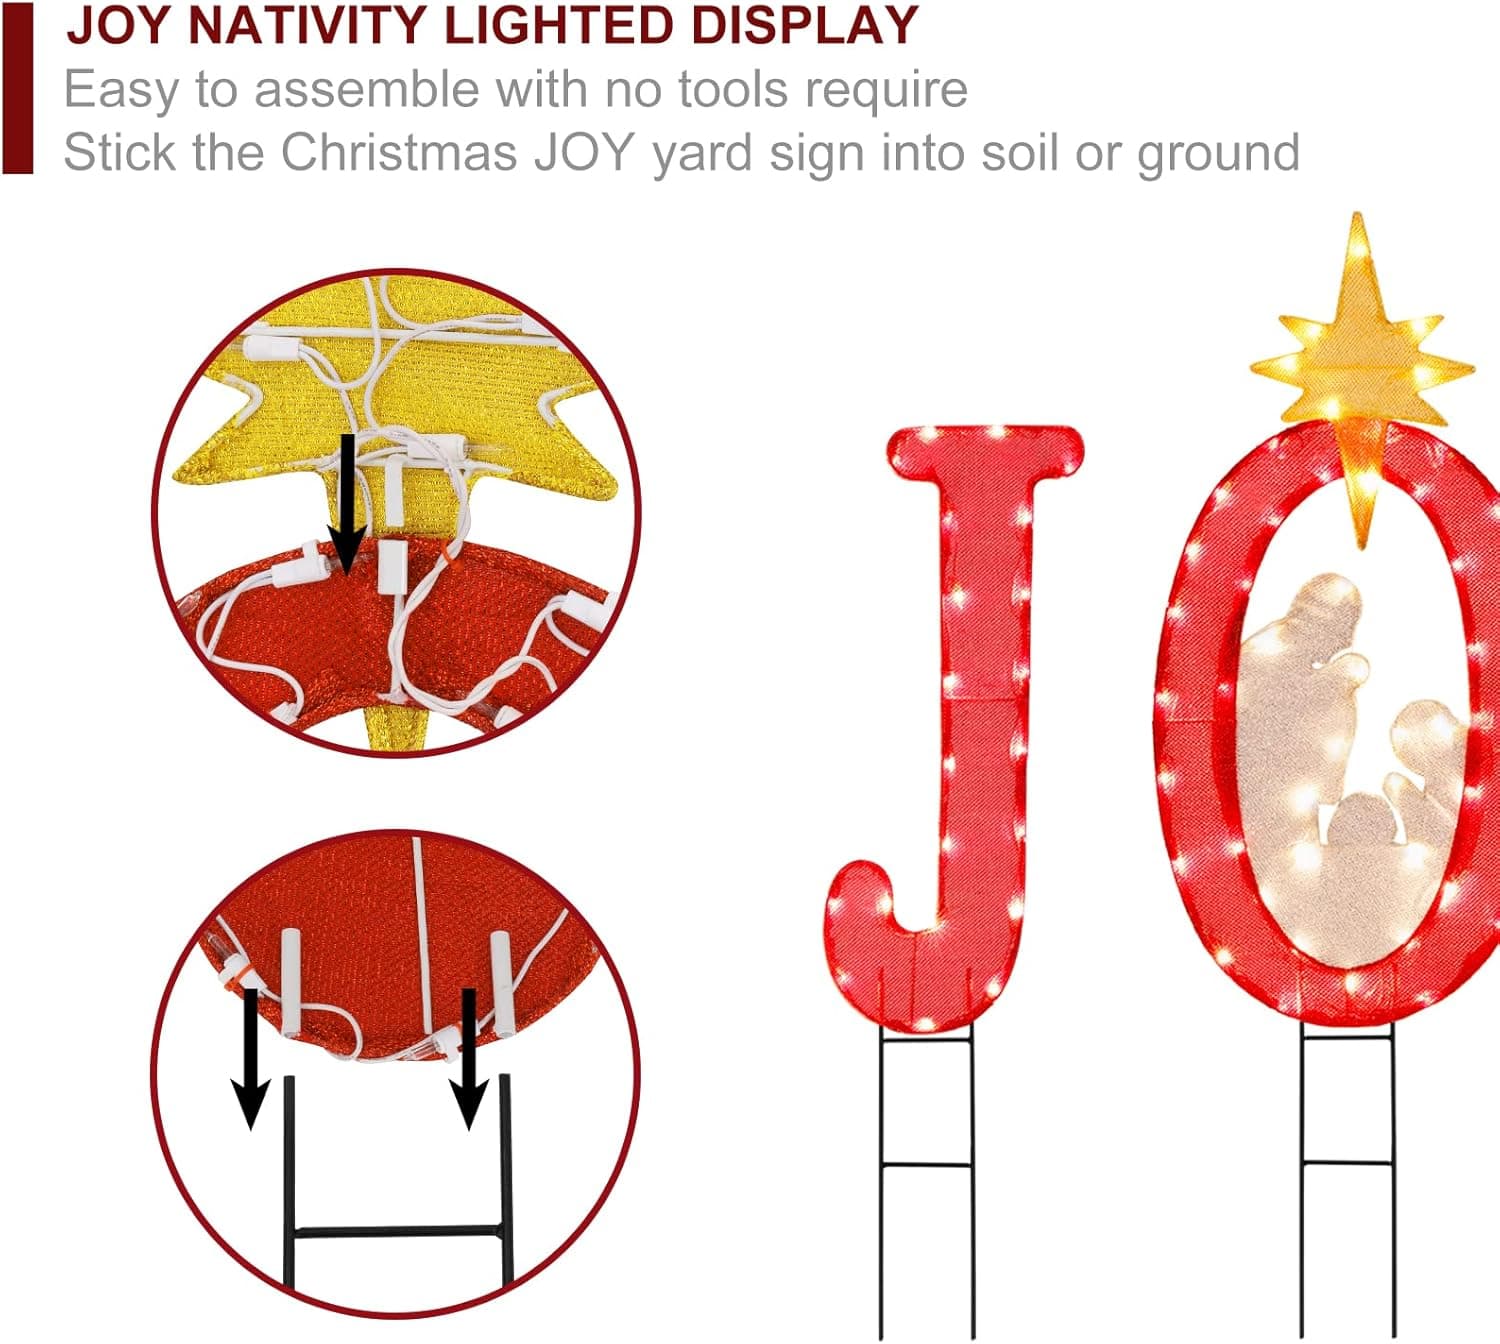 JOY NATIVITY LIGHTED DISPLAY
Easy to assemble with no tools require
Stick the Christmas JOY yard sign into soil or ground
JO